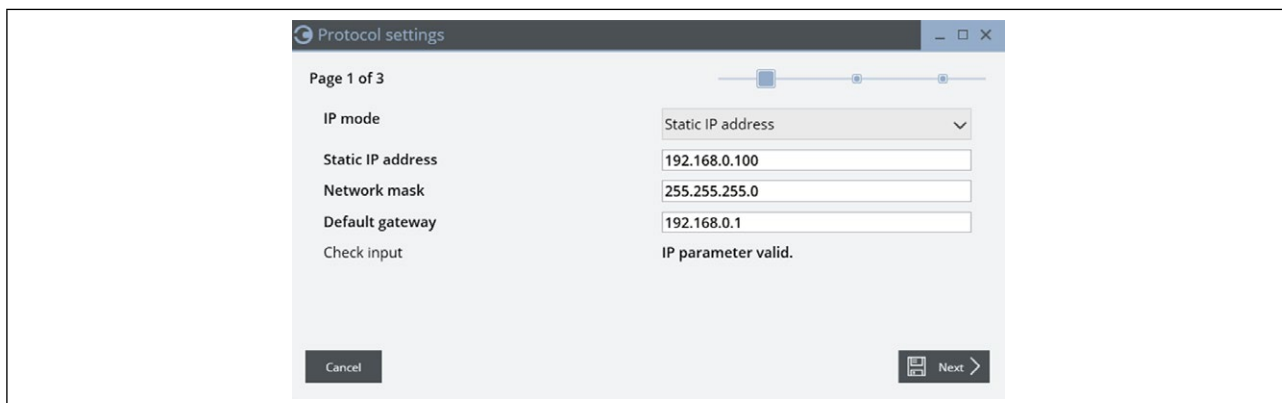 Protocol settings
Page 1 of 3
IP mode
Static IP address
Static IP address
192.168.0.100
Network mask
255.255.255.0
Default gateway
192.168.0.1
Check input
IP parameter valid.
Cancel
Next